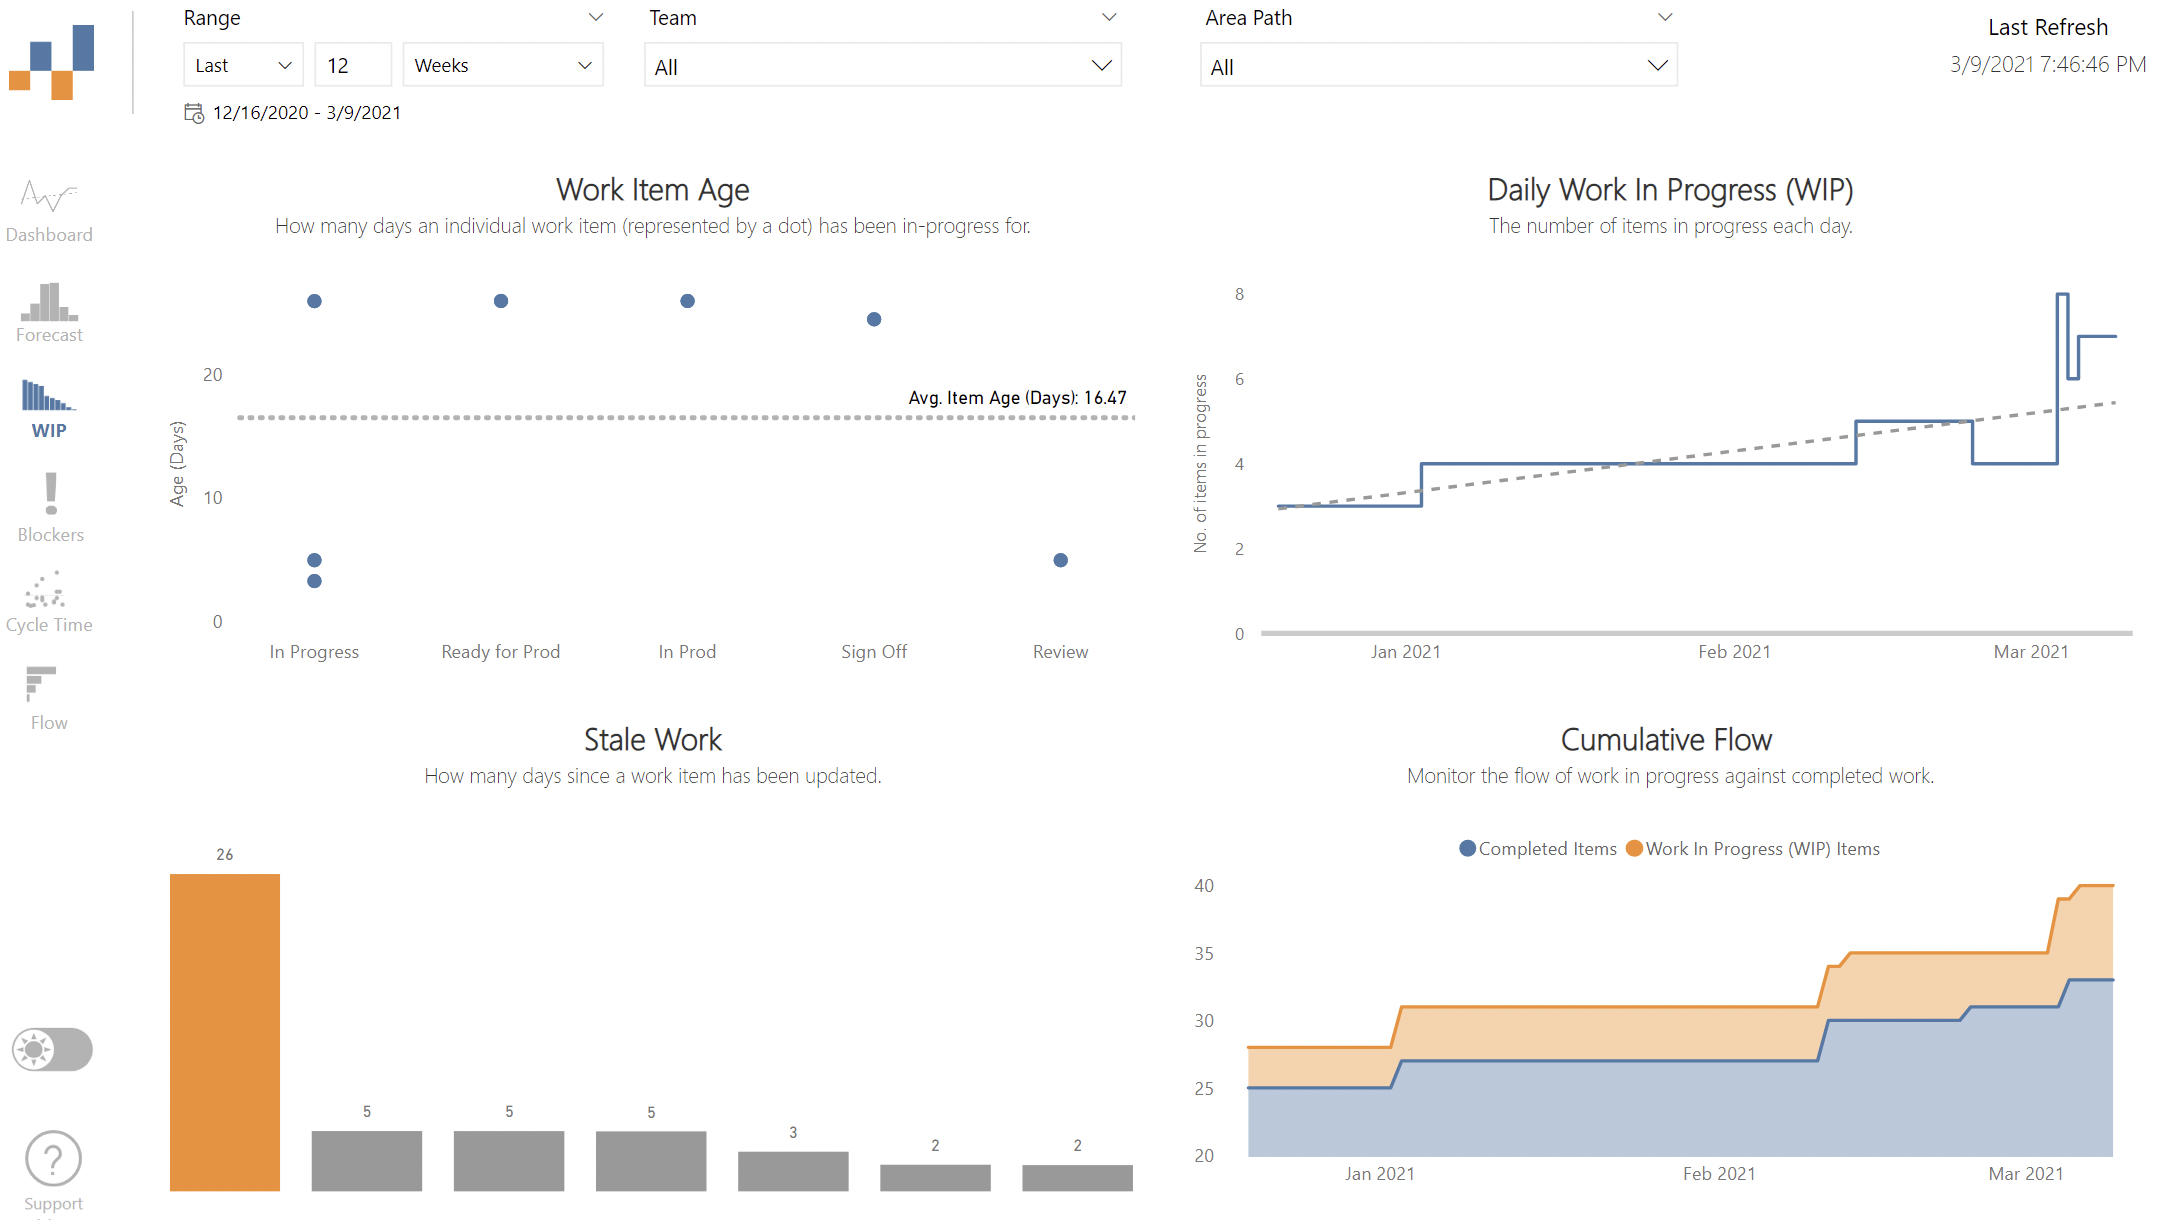 Range
Team
Area Path
Last Refresh
Last
12
Weeks
All
All
3/9/2021 7:46:46 PM
12/16/2020 - 3/9/2021
Dashboard
Forecast
WIP
Blockers
Cycle Time
Flow
Support
Work Item Age
How many days an individual work item (represented by a dot) has been in-progress for.
Age (Days)
20
10
0
Avg. Item Age (Days): 16.47
In Progress
Ready for Prod
In Prod
Sign Off
Review
Daily Work In Progress (WIP)
The number of items in progress each day.
No. of items in progress
8
6
4
2
0
Jan 2021
Feb 2021
Mar 2021
Stale Work
How many days since a work item has been updated.
26
5
5
5
3
2
2
Cumulative Flow
Monitor the flow of work in progress against completed work.
Completed Items
Work In Progress (WIP) Items
40
35
30
25
20
Jan 2021
Feb 2021
Mar 2021